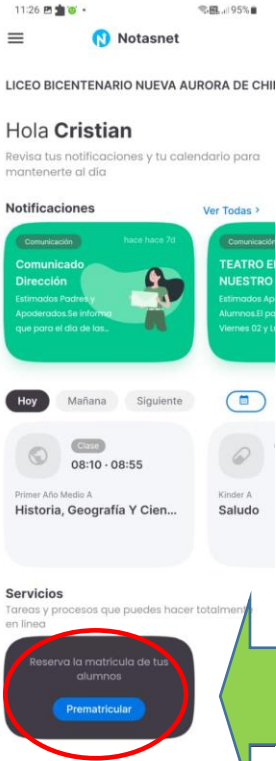 11:26
95%
Notasnet
LICEO BICENTENARIO NUEVA AURORA DE CHI
Hola Cristian
Revisa tus notificaciones y tu calendario para
mantenerte al día
Notificaciones
Ver Todas >
Comunicación
hace hace 7d
Comunicado
Dirección
Estimados Padres y
Apoderados.Se informa
que para el día de las..
Comunicación
TEATRO E
NUESTRO
Estimados Apo
Alumnos.El po
Viernes 02 y Lu
Hoy
Mañana
Siguiente
Clase
08:10 - 08:55
Primer Año Medio A
Historia, Geografía Y Cien...
Kinder A
Saludo
Servicios
Tareas y procesos que puedes hacer totalmente
en línea
Reserva la matrícula de tus
alumnos
Prematricular